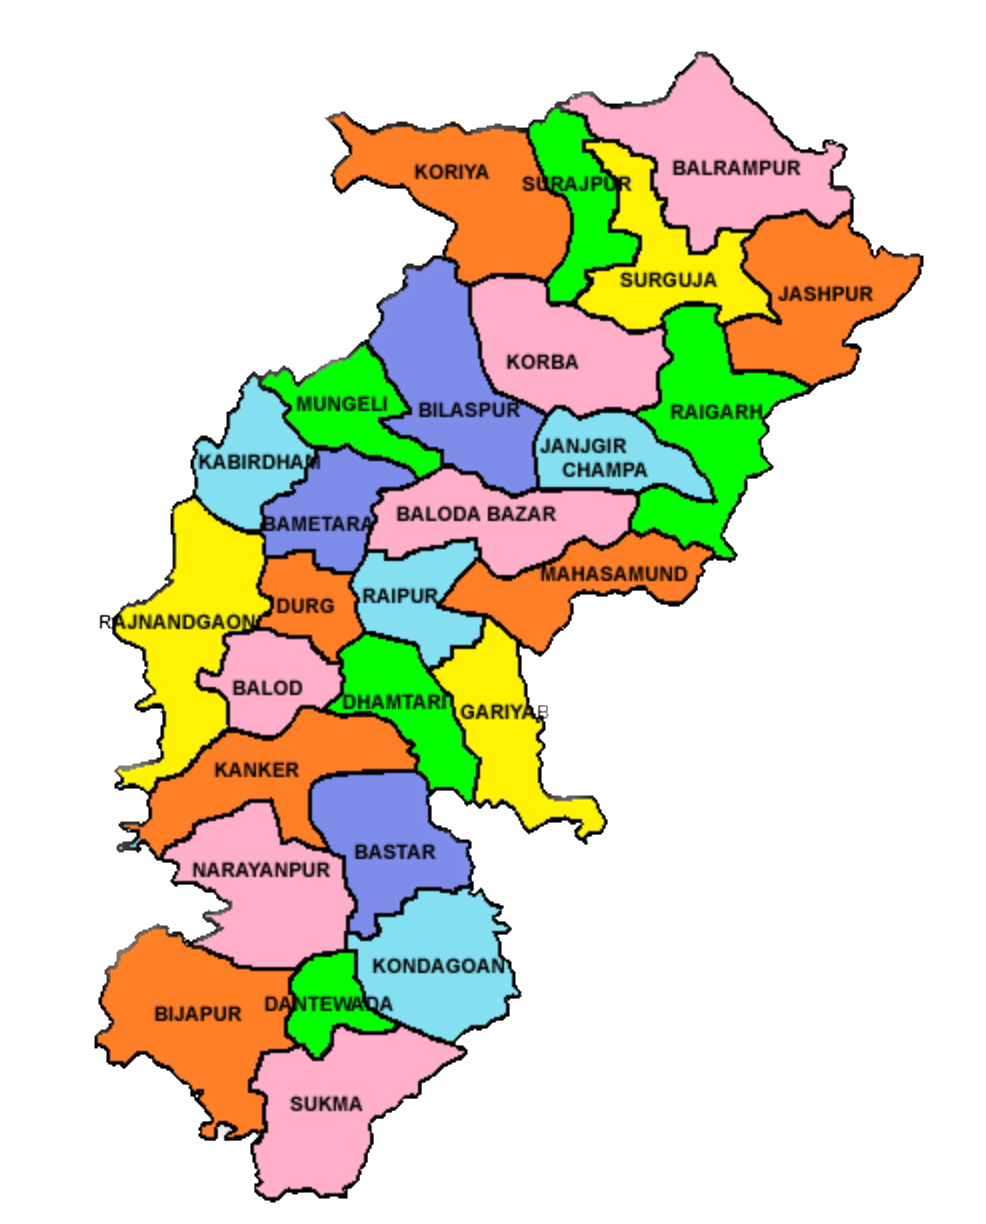 BALRAMPUR
KORIYA
SURAJPUR
SURGUJA
JASHPUR
KORBA
MUNGELI
BILASPUR
RAIGARH
JANJGIR
CHAMPA
KABIRDHAM
BALODA BAZAR
BAMETARA
MAHASAMUND
RAIPUR
DURG
RAJNANDGAON
BALOD
DHAMTARI
GARIYAB
KANKER
BASTAR
NARAYANPUR
KONDAGOAN
DANTEWADA
BIJAPUR
SUKMA